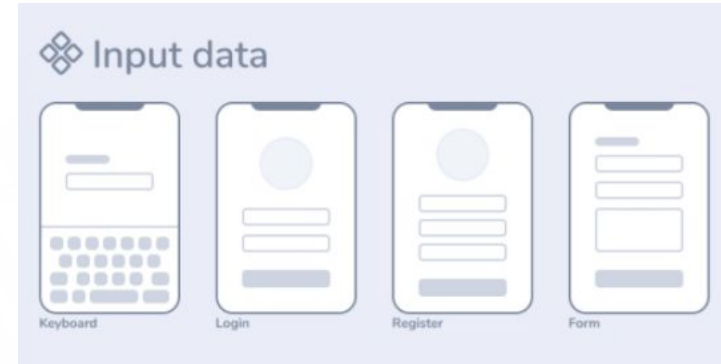 Input data
Keyboard
Login
Register
Form